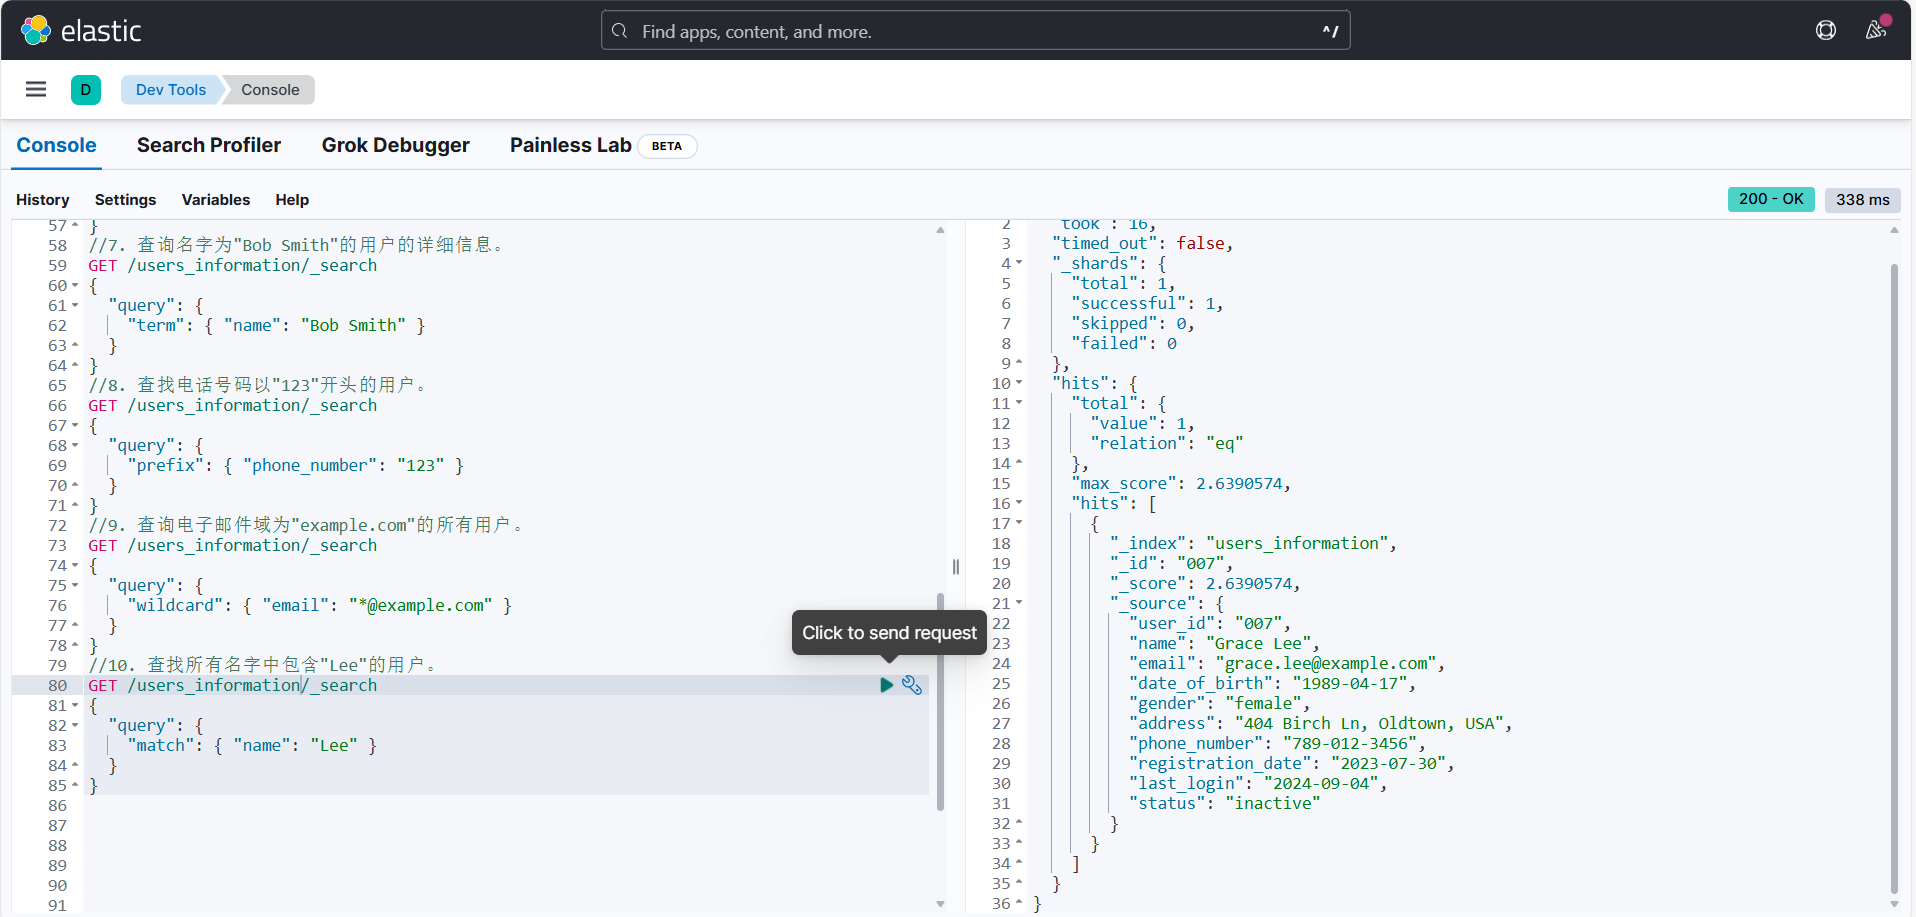 elastic
Find apps, content, and more.
^/
D
Dev Tools
Console
Console
Search Profiler
Grok Debugger
Painless Lab
BETA
History
Settings
Variables
Help
200 - OK
338 ms
57 }
58 //7. 查询名字为"Bob Smith"的用户的详细信息。
59 GET /users_information/_search
60 {
61 "query": {
62 "term": { "name": "Bob Smith" }
63 }
64 }
65 //8. 查找电话号码以"123"开头的用户。
66 GET /users_information/_search
67 {
68 "query": {
69 "prefix": { "phone_number": "123" }
70 }
71 }
72 //9. 查询电子邮件域为"example.com"的所有用户。
73 GET /users_information/_search
74 {
75 "query": {
76 "wildcard": { "email": "*@example.com" }
77 }
78 }
79 //10. 查找所有名字中包含"Lee"的用户。
80 GET /users_information/_search
81 {
82 "query": {
83 "match": { "name": "Lee" }
84 }
85 }
86
87
88
89
90
91
Click to send request
2 "took": 16,
3 "timed_out": false,
4 "_shards": {
5 "total": 1,
6 "successful": 1,
7 "skipped": 0,
8 "failed": 0
9 },
10 "hits": {
11 "total": {
12 "value": 1,
13 "relation": "eq"
14 },
15 "max_score": 2.6390574,
16 "hits": [
17 {
18 "_index": "users_information",
19 "_id": "007",
20 "_score": 2.6390574,
21 "_source": {
22 "user_id": "007",
23 "name": "Grace Lee",
24 "email": "grace.lee@example.com",
25 "date_of_birth": "1989-04-17",
26 "gender": "female",
27 "address": "404 Birch Ln, Oldtown, USA",
28 "phone_number": "789-012-3456",
29 "registration_date": "2023-07-30",
30 "last_login": "2024-09-04",
31 "status": "inactive"
32 }
33 }
34 ]
35 }
36 }